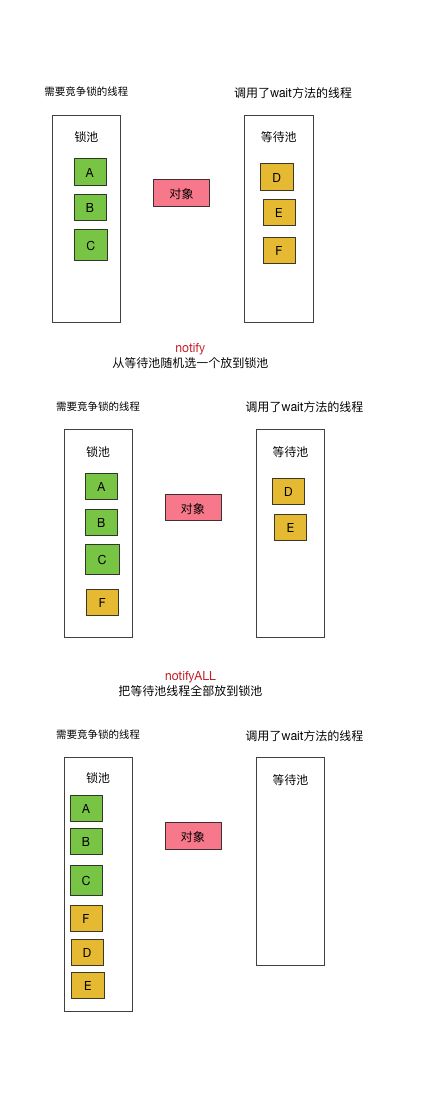 需要竞争锁的线程
调用了wait方法的线程
锁池
等待池
A
D
对象
B
E
C
F
notify
从等待池随机选一个放到锁池
需要竞争锁的线程
调用了wait方法的线程
锁池
等待池
A
D
对象
B
E
C
F
notifyALL
把等待池线程全部放到锁池
需要竞争锁的线程
调用了wait方法的线程
锁池
等待池
A
对象
B
C
F
D
E